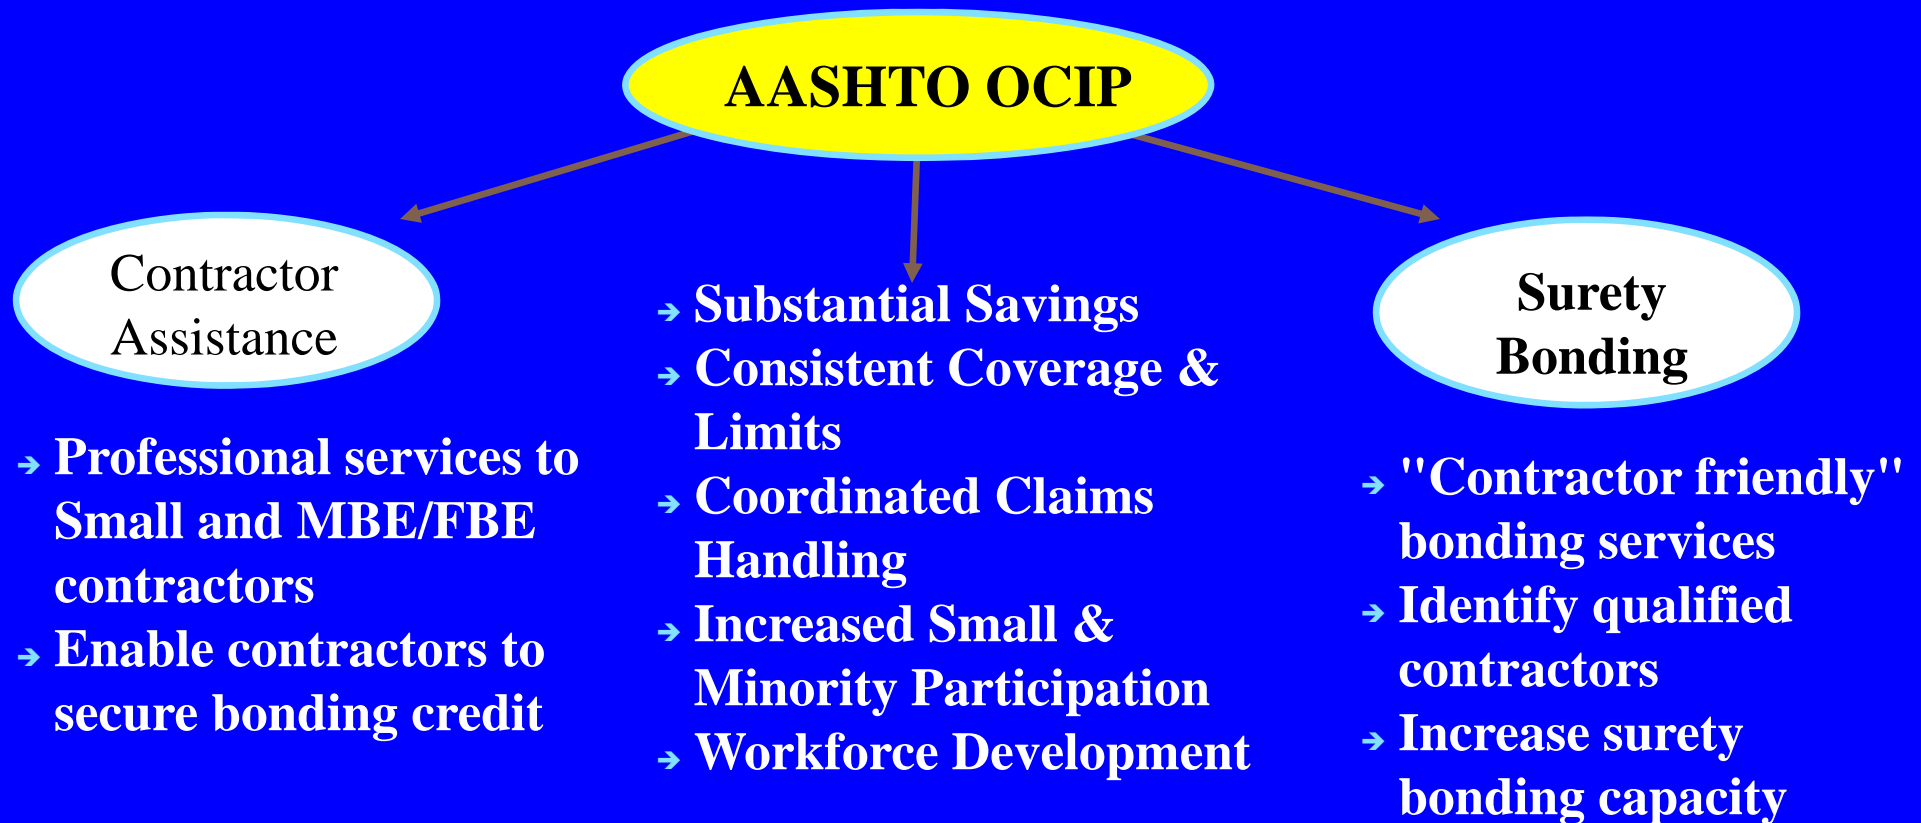 AASHTO OCIP
Contractor
Assistance
➔ Professional services to
Small and MBE/FBE
contractors
➔ Enable contractors to
secure bonding credit
➔ Substantial Savings
➔ Consistent Coverage &
Limits
➔ Coordinated Claims
Handling
➔ Increased Small &
Minority Participation
➔ Workforce Development
Surety
Bonding
➔ "Contractor friendly"
bonding services
➔ Identify qualified
contractors
➔ Increase surety
bonding capacity